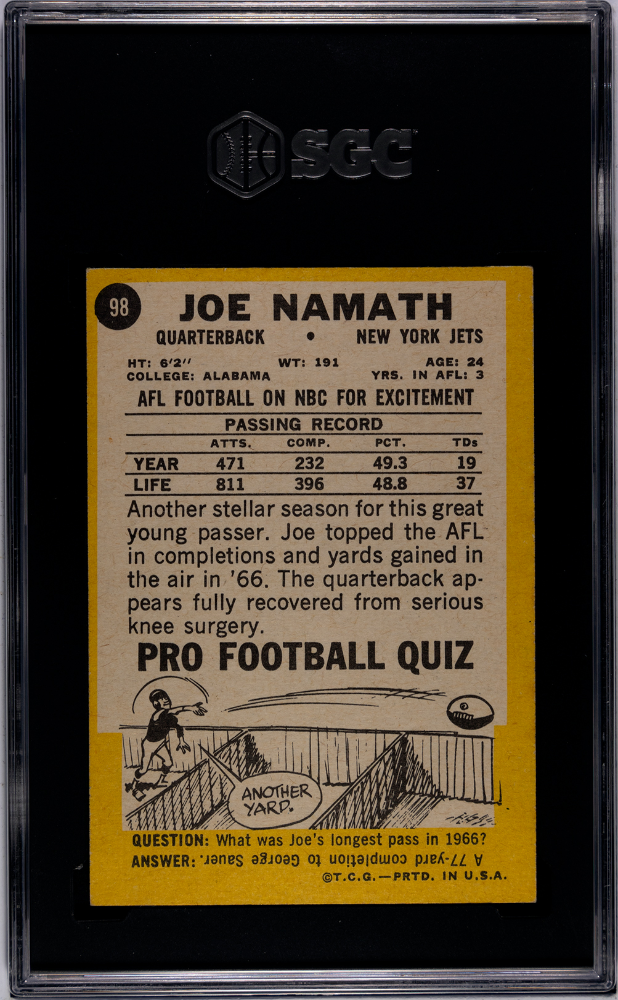 SGC
98
JOE NAMATH
QUARTERBACK • NEW YORK JETS
HT: 6'2" WT: 191 AGE: 24
COLLEGE: ALABAMA YRS. IN AFL: 3
AFL FOOTBALL ON NBC FOR EXCITEMENT
PASSING RECORD
ATTS. COMP. PCT. TDs
YEAR 471 232 49.3 19
LIFE 811 396 48.8 37
Another stellar season for this great
young passer. Joe topped the AFL
in completions and yards gained in
the air in '66. The quarterback ap-
pears fully recovered from serious
knee surgery.
PRO FOOTBALL QUIZ
ANOTHER
YARD.
QUESTION: What was Joe's longest pass in 1966?
ANSWER: A 77-yard completion to George Sauer.
©T.C.G.—PRTD. IN U.S.A.